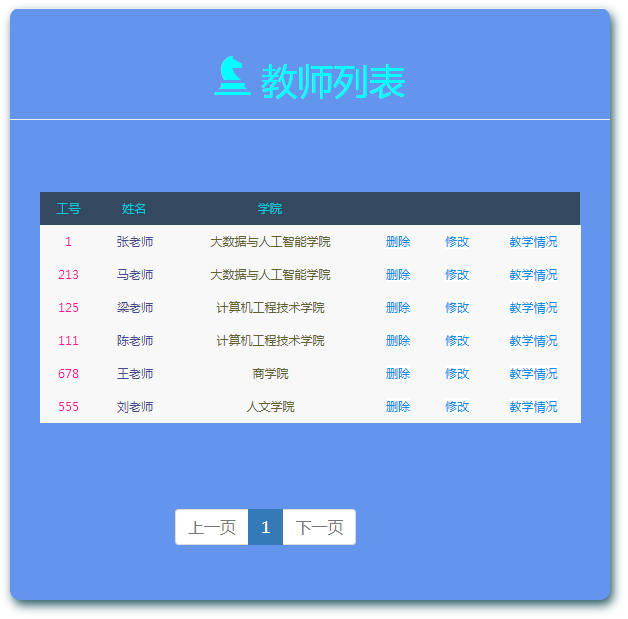 教师列表
工号 姓名 学院
1 张老师 大数据与人工智能学院 删除 修改 教学情况
213 马老师 大数据与人工智能学院 删除 修改 教学情况
125 梁老师 计算机工程技术学院 删除 修改 教学情况
111 陈老师 计算机工程技术学院 删除 修改 教学情况
678 王老师 商学院 删除 修改 教学情况
555 刘老师 人文学院 删除 修改 教学情况
上一页 1 下一页